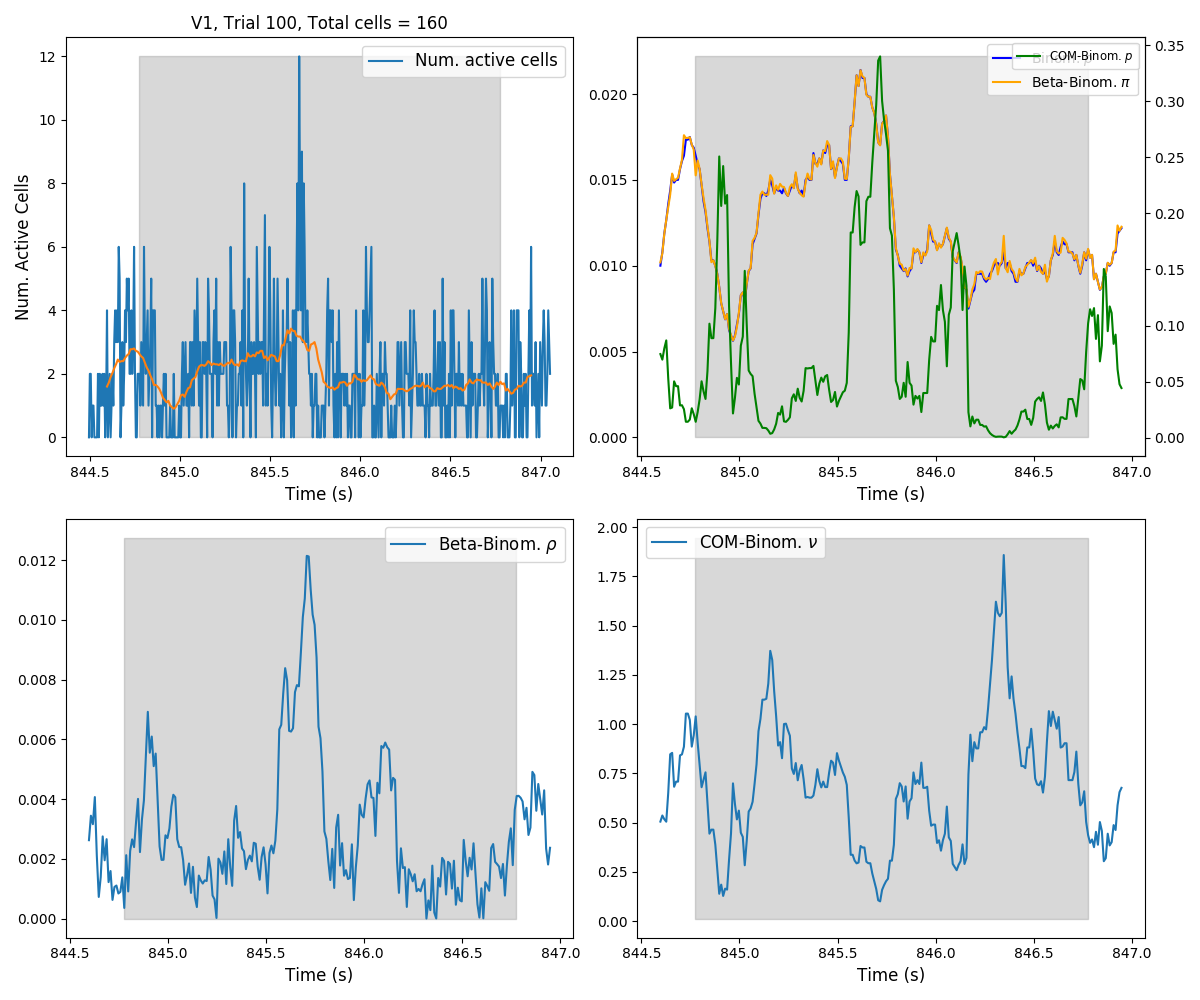 V1, Trial 100, Total cells = 160
Num. Active Cells
12
10
8
6
4
2
0
Num. active cells
844.5 845.0 845.5 846.0 846.5 847.0
Time (s)
0.020
0.015
0.010
0.005
0.000
COM-Binom. p
Beta-Binom. π
0.35
0.30
0.25
0.20
0.15
0.10
0.05
0.00
844.5 845.0 845.5 846.0 846.5 847.0
Time (s)
0.012
0.010
0.008
0.006
0.004
0.002
0.000
Beta-Binom. ρ
844.5 845.0 845.5 846.0 846.5 847.0
Time (s)
2.00
1.75
1.50
1.25
1.00
0.75
0.50
0.25
0.00
COM-Binom. ν
844.5 845.0 845.5 846.0 846.5 847.0
Time (s)